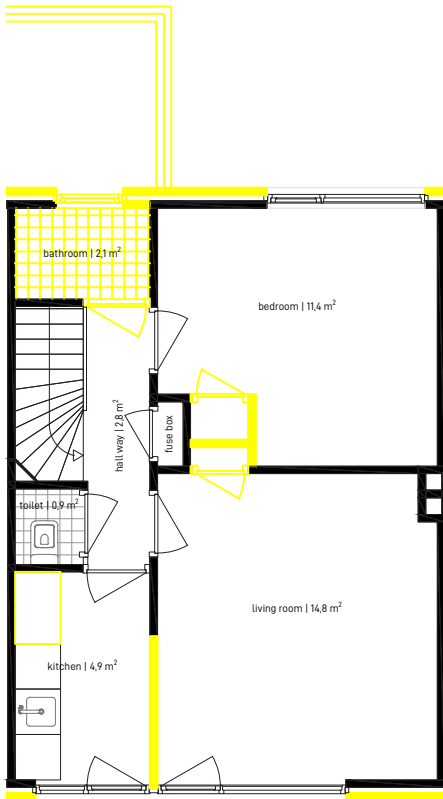 bathroom | 2,1 m²
bedroom | 11,4 m²
hall way | 2,8 m²
fuse box
toilet | 0,9 m²
living room | 14,8 m²
kitchen | 4,9 m²